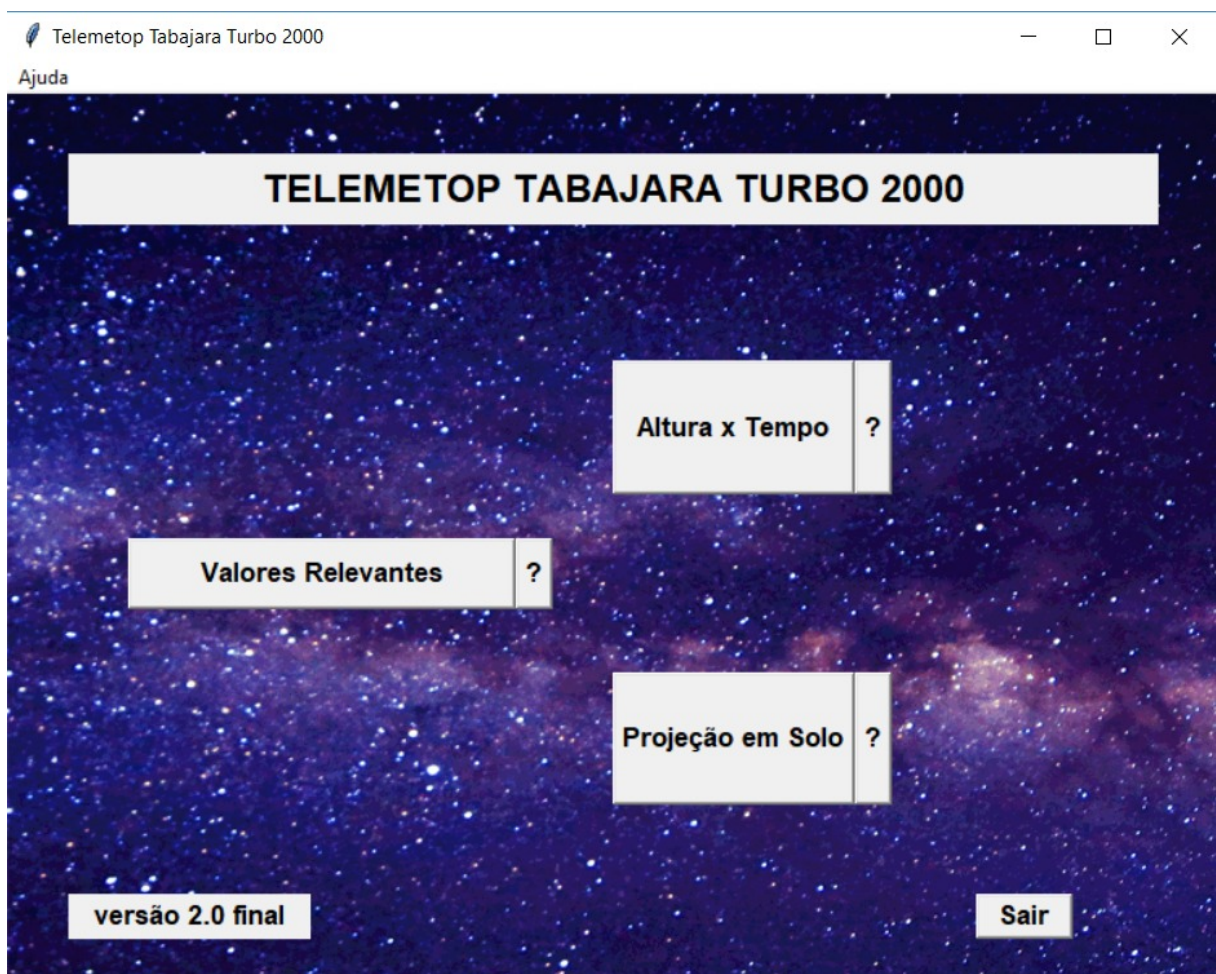 Telemetop Tabajara Turbo 2000
Ajuda
TELEMETOP TABAJARA TURBO 2000
Altura x Tempo ?
Valores Relevantes ?
Projeção em Solo ?
versão 2.0 final
Sair